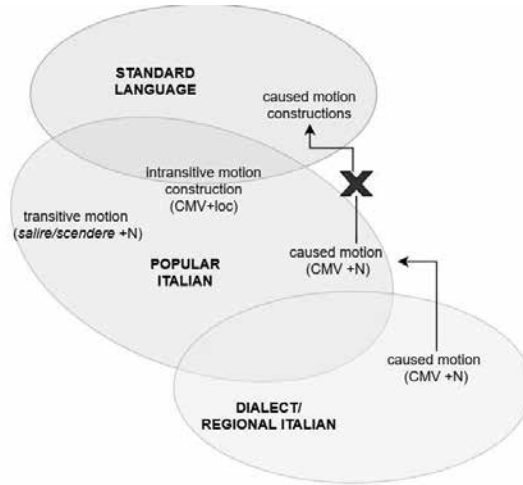 STANDARD
LANGUAGE
caused motion
constructions
intransitive motion
construction
(CMV+loc)
transitive motion
(salire/scendere +N)
POPULAR
ITALIAN
caused motion
(CMV +N)
caused motion
(CMV +N)
DIALECT/
REGIONAL ITALIAN